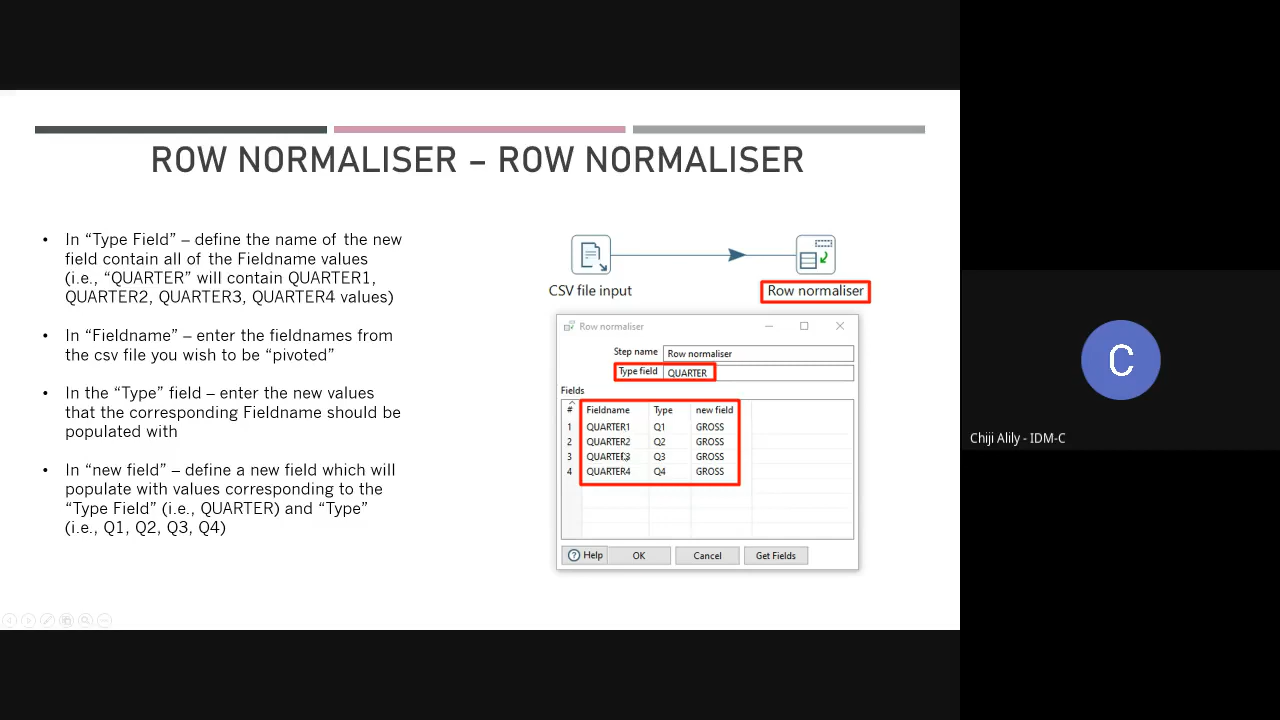 ROW NORMALISER – ROW NORMALISER
• In “Type Field” – define the name of the new
field contain all of the Fieldname values
(i.e., “QUARTER” will contain QUARTER1,
QUARTER2, QUARTER3, QUARTER4 values)
• In “Fieldname” – enter the fieldnames from
the csv file you wish to be “pivoted”
• In the “Type” field – enter the new values
that the corresponding Fieldname should be
populated with
• In “new field” – define a new field which will
populate with values corresponding to the
“Type Field” (i.e., QUARTER) and “Type”
(i.e., Q1, Q2, Q3, Q4)
CSV file input
Row normaliser
Row normaliser
Step name Row normaliser
Type field QUARTER
Fields
# Fieldname Type new field
1 QUARTER1 Q1 GROSS
2 QUARTER2 Q2 GROSS
3 QUARTER3 Q3 GROSS
4 QUARTER4 Q4 GROSS
? Help OK Cancel Get Fields
C
Chiji Alily - IDM-C